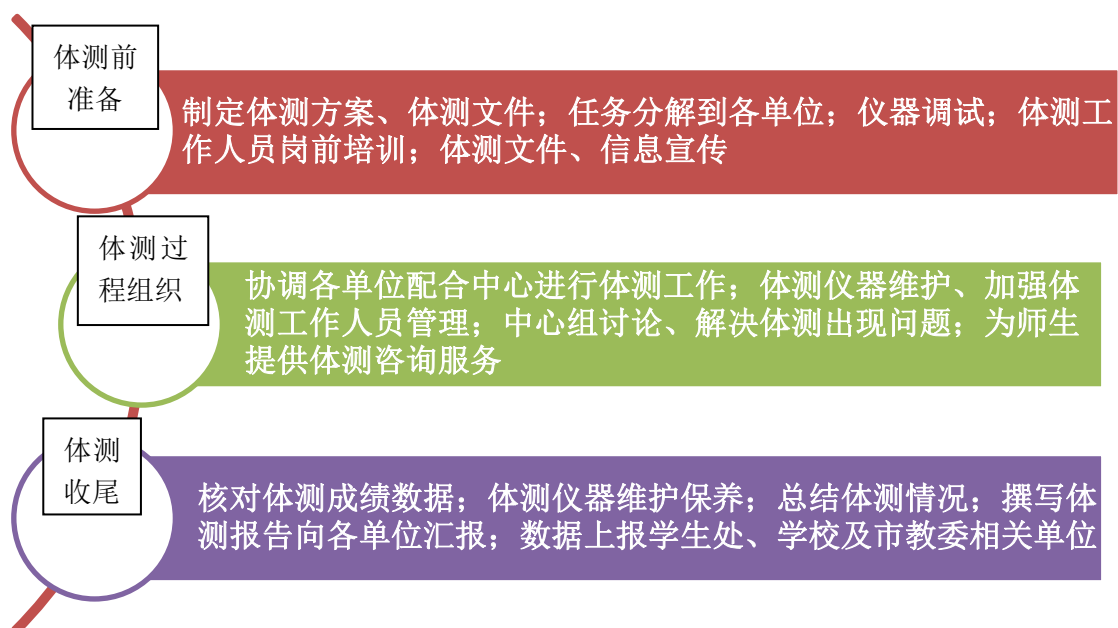 体测前
准备
制定体测方案、体测文件；任务分解到各单位；仪器调试；体测工
作人员岗前培训；体测文件、信息宣传
体测过
程组织
协调各单位配合中心进行体测工作；体测仪器维护、加强体
测工作人员管理；中心组讨论、解决体测出现问题；为师生
提供体测咨询服务
体测
收尾
核对体测成绩数据；体测仪器维护保养；总结体测情况；撰写体
测报告向各单位汇报；数据上报学生处、学校及市教委相关单位